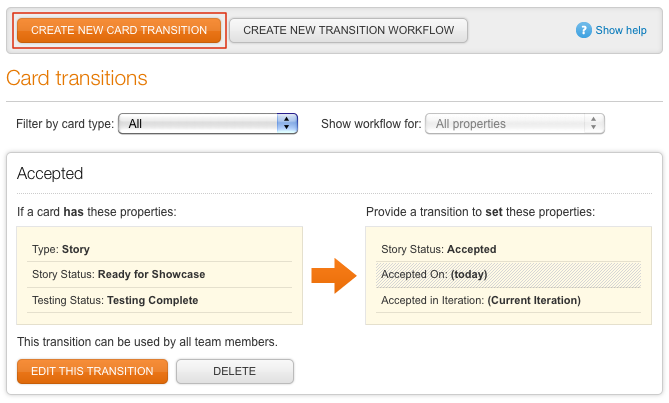 CREATE NEW CARD TRANSITION CREATE NEW TRANSITION WORKFLOW ? Show help
Card transitions
Filter by card type: All Show workflow for: All properties
Accepted
If a card has these properties: Provide a transition to set these properties:
Type: Story Story Status: Accepted
Story Status: Ready for Showcase Accepted On: (today)
Testing Status: Testing Complete Accepted in Iteration: (Current Iteration)
This transition can be used by all team members.
EDIT THIS TRANSITION DELETE